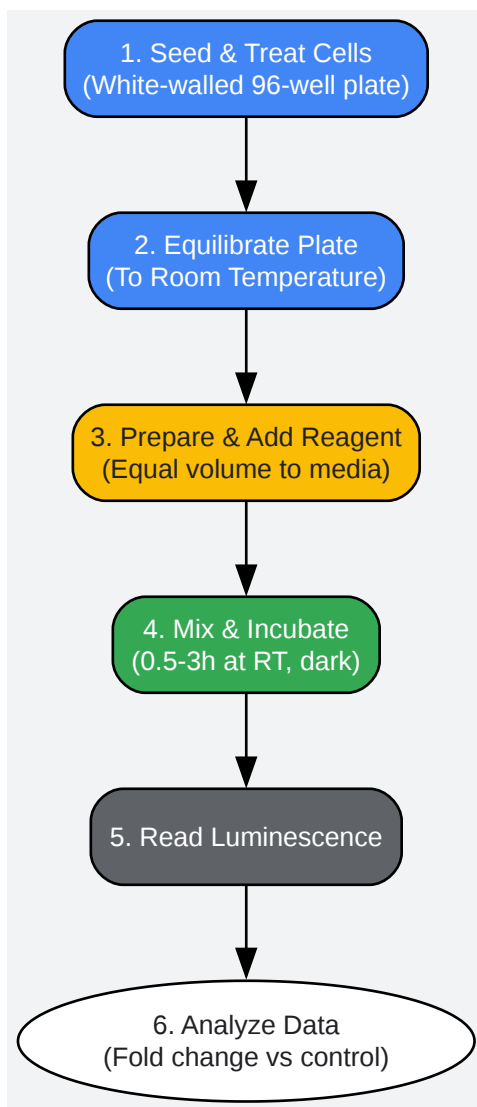 1. Seed & Treat Cells
(White-walled 96-well plate)
2. Equilibrate Plate
(To Room Temperature)
3. Prepare & Add Reagent
(Equal volume to media)
4. Mix & Incubate
(0.5-3h at RT, dark)
5. Read Luminescence
6. Analyze Data
(Fold change vs control)